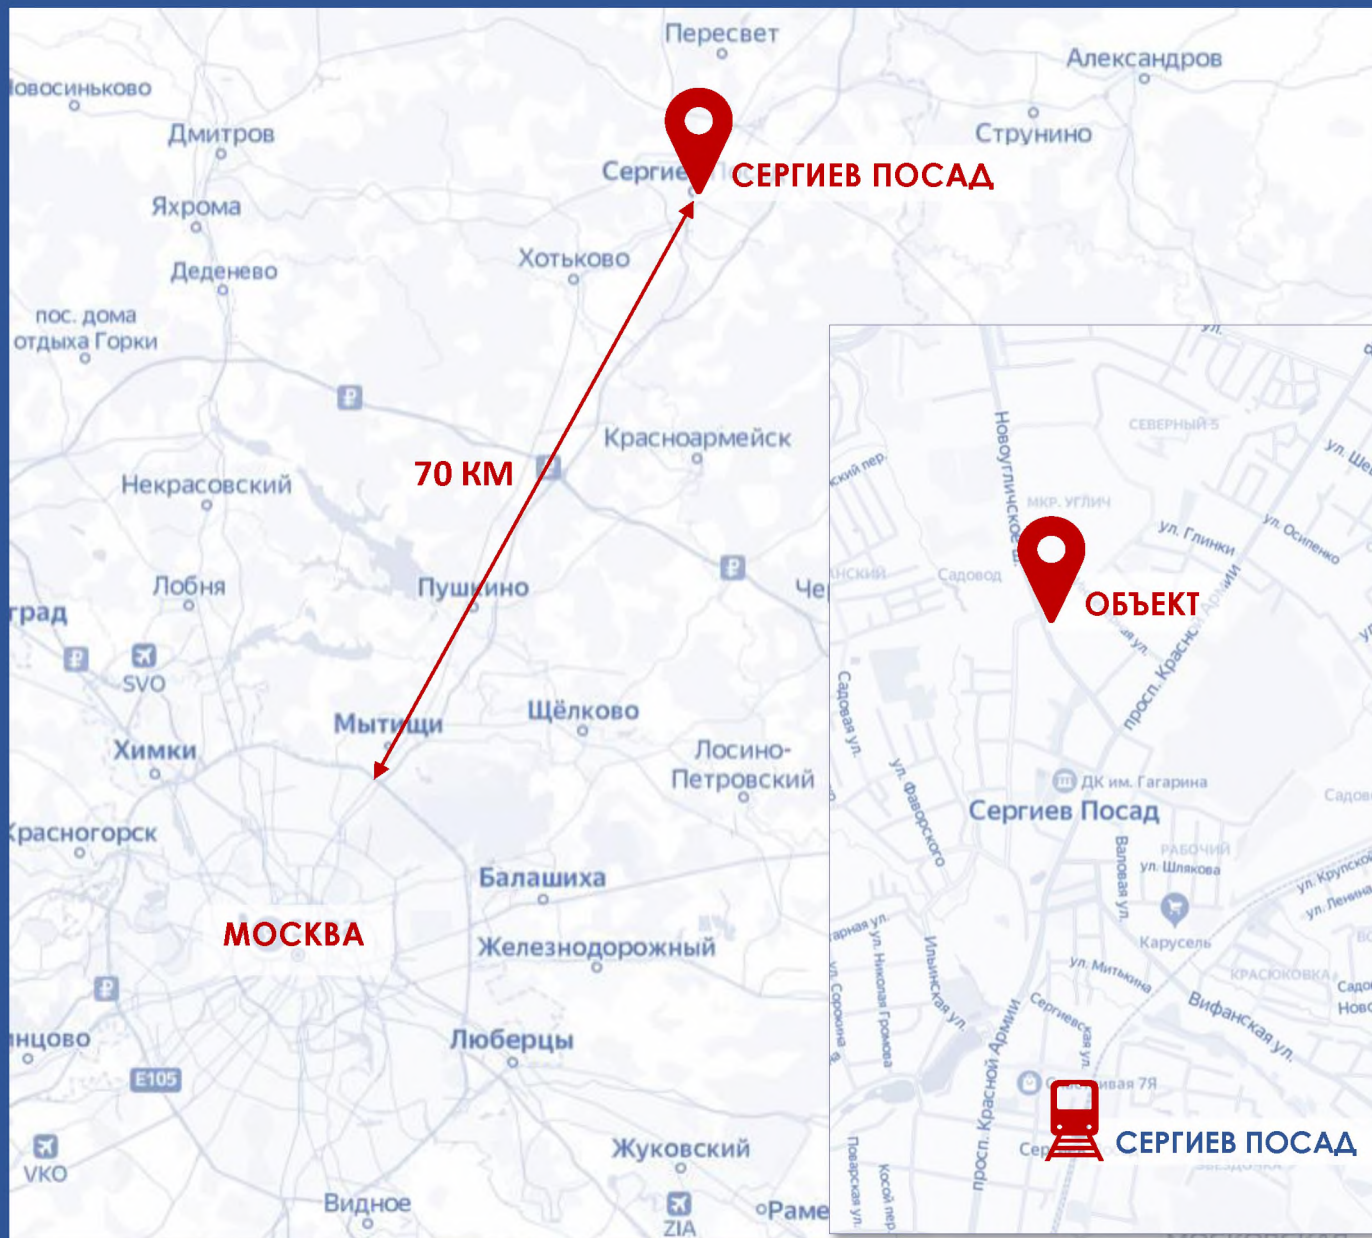 Пересвет
Александров
Дмитров
Струнино
СЕРГИЕВ ПОСАД
Яхрома
Хотьково
Деденево
пос. дома
отдыха Горки
Красноармейск
70 КМ
Некрасовский
Лобня
Пушкино
SVO
Мытищи
Щёлково
Химки
Лосино-
Петровский
Красногорск
Балашиха
МОСКВА
Железнодорожный
Люберцы
E105
VKO
Жуковский
Видное
ZIA
ул.
СЕВЕРНЫЙ-5
Новоугличское ш.
МКР. УГЛИЧ
ул. Глинки
ул. Осипенко
Садовод
ОБЪЕКТ
просп. Красной Армии
Садовая ул.
ул. Фаворского
ДК им. Гагарина
Сергиев Посад
РАБОЧИЙ
ул. Шлякова
Валовая ул.
ул. Крупской
ул. Ленина
Карусель
Ильинская ул.
ул. Николая Громова
ул. Сорокина
ул. Митькина
КРАСЮКОВКА
Вифанская ул.
Сергиевская ул.
просп. Красной Армии
СЕРГИЕВ ПОСАД
Поварская ул.
Косой пер.